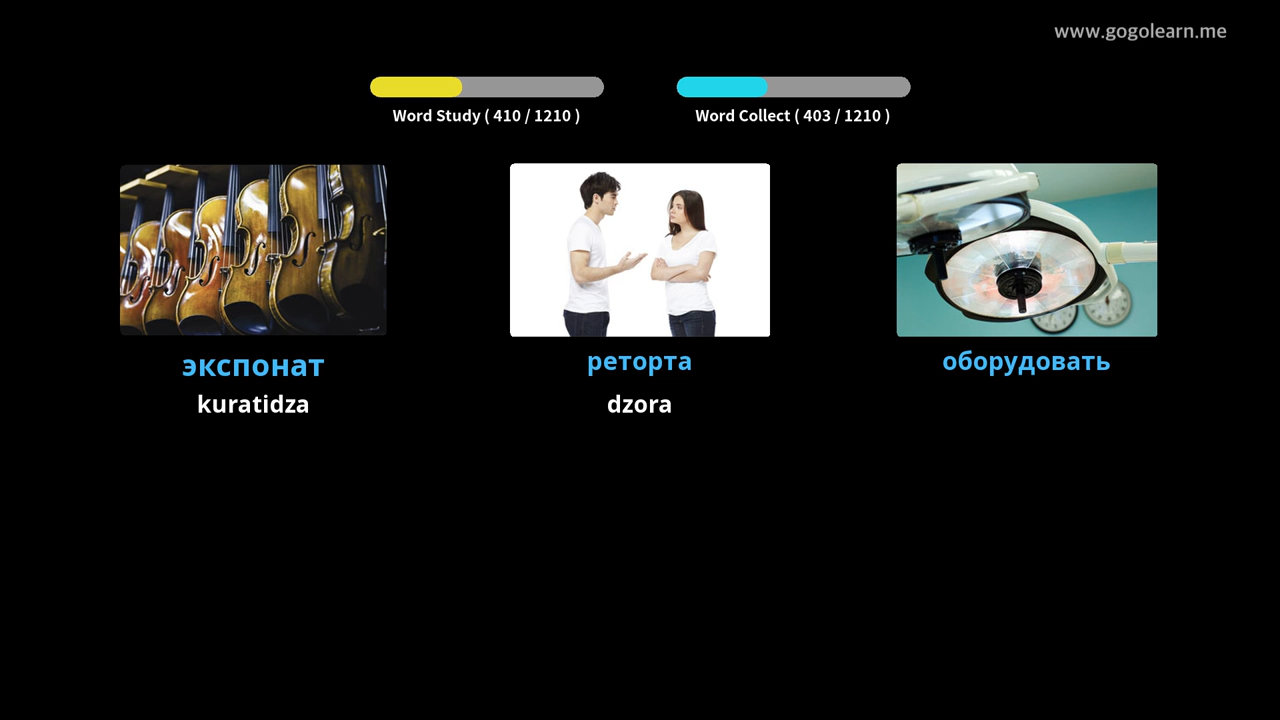 www.gogolearn.me
Word Study ( 410 / 1210 )
Word Collect ( 403 / 1210 )
экспонат
kuratidza
реторта
dzora
оборудовать